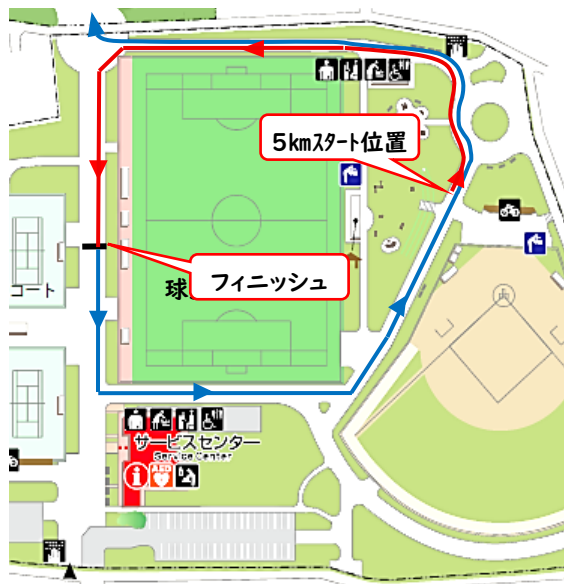 5kmスタート位置
フィニッシュ
球
コート
サービスセンター
Service Center
AED